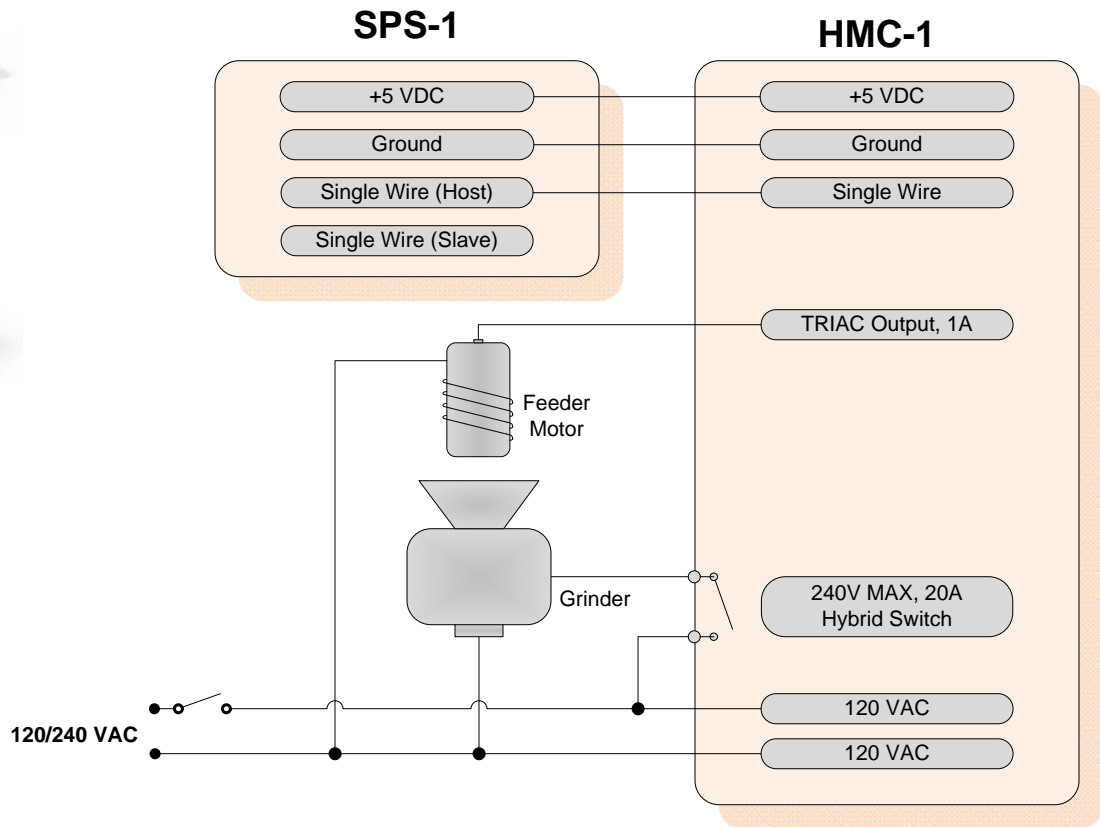 SPS-1
HMC-1
+5 VDC
+5 VDC
Ground
Ground
Single Wire (Host)
Single Wire
Single Wire (Slave)
TRIAC Output, 1A
Feeder
Motor
Grinder
240V MAX, 20A
Hybrid Switch
120 VAC
120/240 VAC
120 VAC